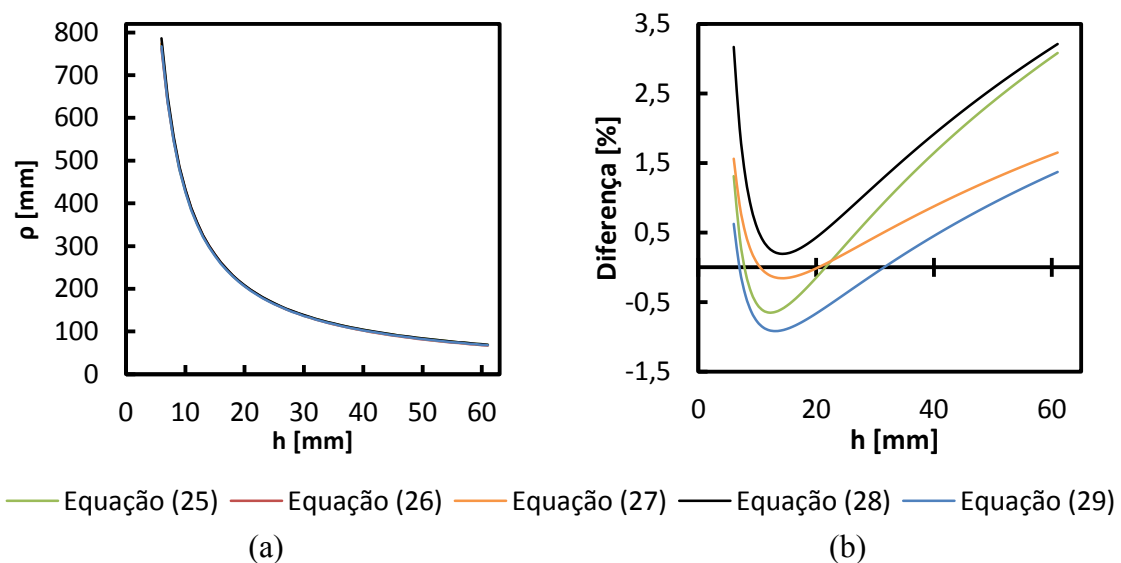 800
700
600
500
400
300
200
100
0
ρ [mm]
0 10 20 30 40 50 60
h [mm]
3,5
2,5
1,5
0,5
-0,5
-1,5
Diferença [%]
0 20 40 60
h [mm]
Equação (25) Equação (26) Equação (27) Equação (28) Equação (29)
(a) (b)